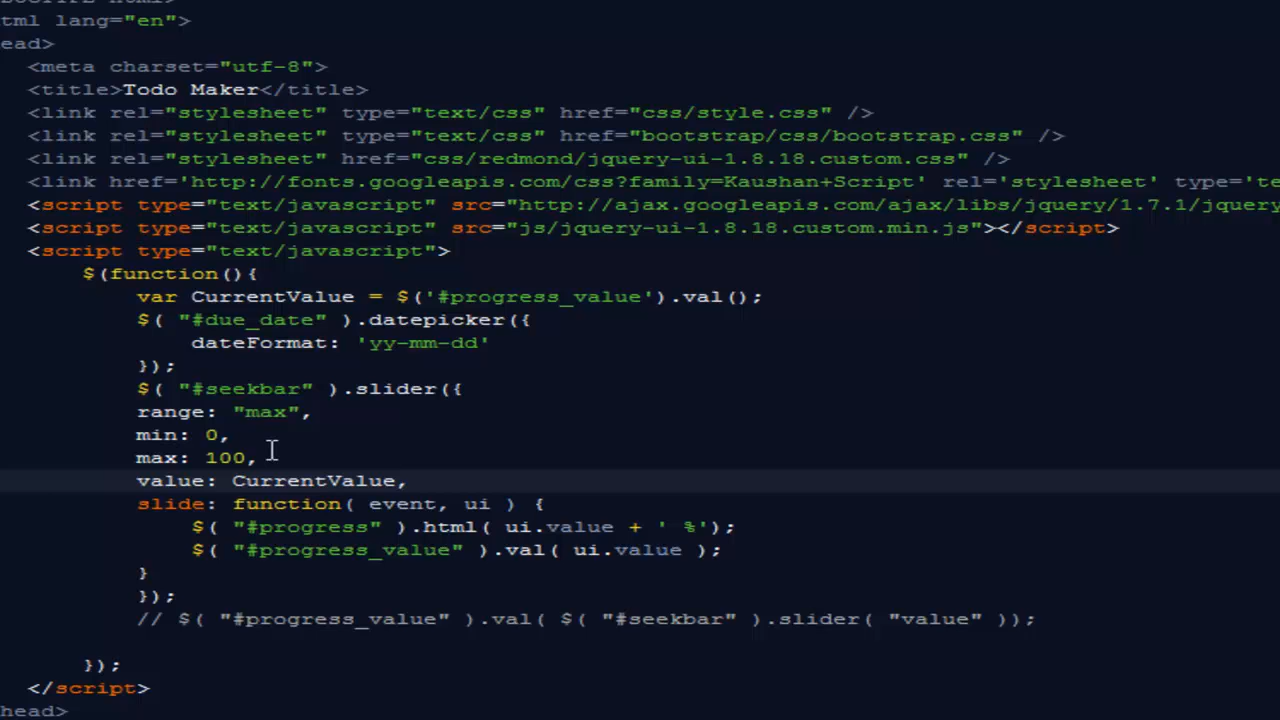 tml lang="en">
ead>
<meta charset="utf-8">
<title>Todo Maker</title>
<link rel="stylesheet" type="text/css" href="css/style.css" />
<link rel="stylesheet" type="text/css" href="bootstrap/css/bootstrap.css" />
<link rel="stylesheet" href="css/redmond/jquery-ui-1.8.18.custom.css" />
<link href='http://fonts.googleapis.com/css?family=Kaushan+Script' rel='stylesheet' type='te
<script type="text/javascript" src="http://ajax.googleapis.com/ajax/libs/jquery/1.7.1/jquery
<script type="text/javascript" src="js/jquery-ui-1.8.18.custom.min.js"></script>
<script type="text/javascript">
$(function(){
var CurrentValue = $('#progress_value').val();
$( "#due_date" ).datepicker({
dateFormat: 'yy-mm-dd'
});
$( "#seekbar" ).slider({
range: "max",
min: 0,
max: 100,
value: CurrentValue,
slide: function( event, ui ) {
$( "#progress" ).html( ui.value + ' %');
$( "#progress_value" ).val( ui.value );
}
});
// $( "#progress_value" ).val( $( "#seekbar" ).slider( "value" ));
});
</script>
head>